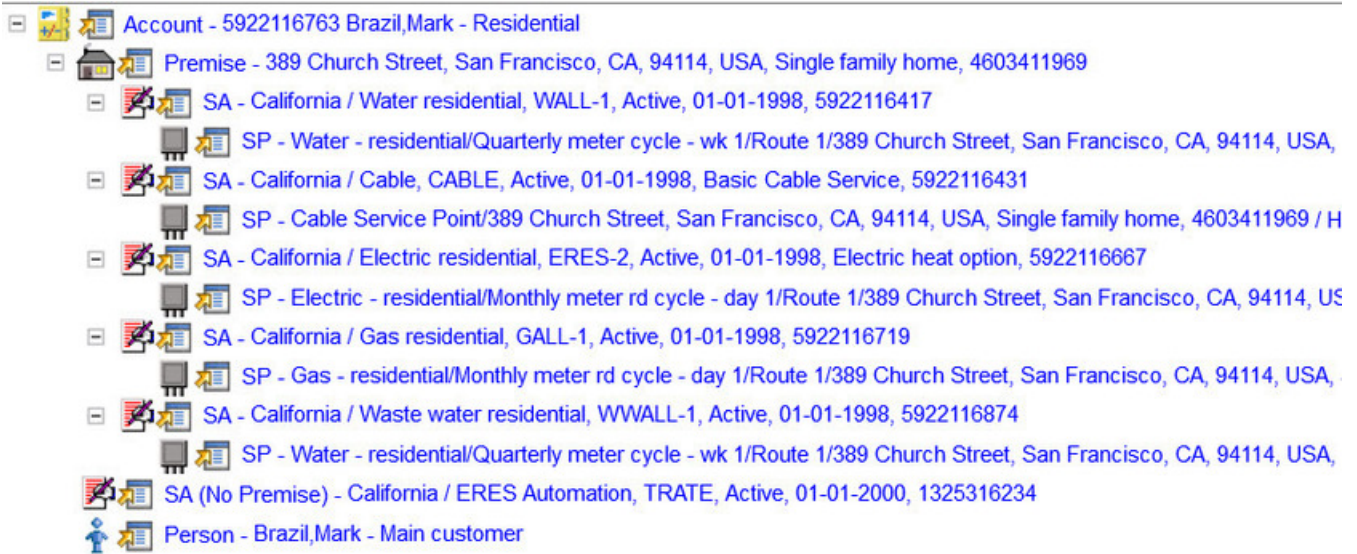 Account - 5922116763 Brazil,Mark - Residential
Premise - 389 Church Street, San Francisco, CA, 94114, USA, Single family home, 4603411969
SA - California / Water residential, WALL-1, Active, 01-01-1998, 5922116417
SP - Water - residential/Quarterly meter cycle - wk 1/Route 1/389 Church Street, San Francisco, CA, 94114, USA,
SA - California / Cable, CABLE, Active, 01-01-1998, Basic Cable Service, 5922116431
SP - Cable Service Point/389 Church Street, San Francisco, CA, 94114, USA, Single family home, 4603411969 / H
SA - California / Electric residential, ERES-2, Active, 01-01-1998, Electric heat option, 5922116667
SP - Electric - residential/Monthly meter rd cycle - day 1/Route 1/389 Church Street, San Francisco, CA, 94114, US
SA - California / Gas residential, GALL-1, Active, 01-01-1998, 5922116719
SP - Gas - residential/Monthly meter rd cycle - day 1/Route 1/389 Church Street, San Francisco, CA, 94114, USA,
SA - California / Waste water residential, WWALL-1, Active, 01-01-1998, 5922116874
SP - Water - residential/Quarterly meter cycle - wk 1/Route 1/389 Church Street, San Francisco, CA, 94114, USA,
SA (No Premise) - California / ERES Automation, TRATE, Active, 01-01-2000, 1325316234
Person - Brazil,Mark - Main customer